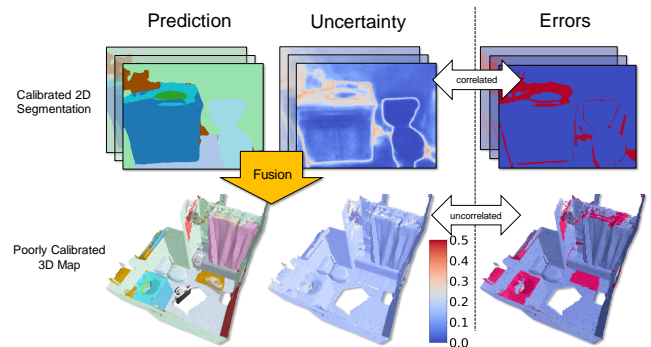 Prediction
Uncertainty
Errors
Calibrated 2D
Segmentation
correlated
Fusion
Poorly Calibrated
3D Map
uncorrelated
0.5
0.4
0.3
0.2
0.1
0.0